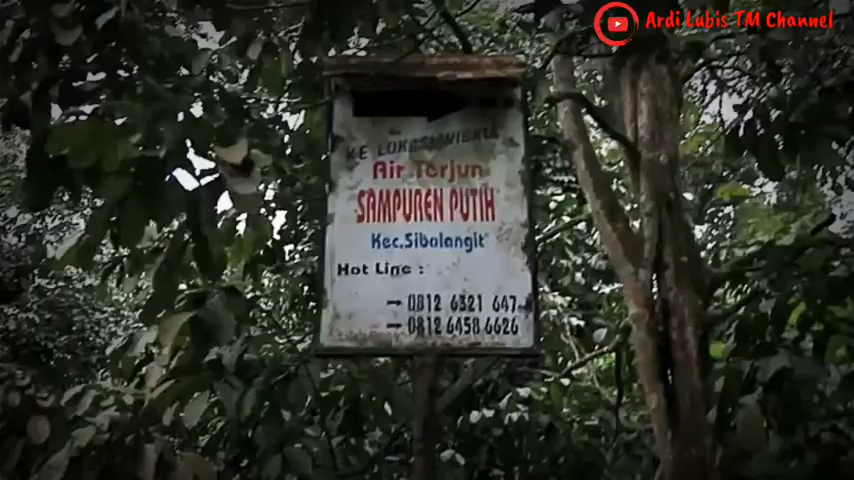 Ardi Lubis TM Channel
KE LOKASI WISATA
Air Terjun
SAMPUREN PUTIH
Kec.Sibolangit
Hot Line :
→ 0812 6321 647
→ 0812 6458 6626